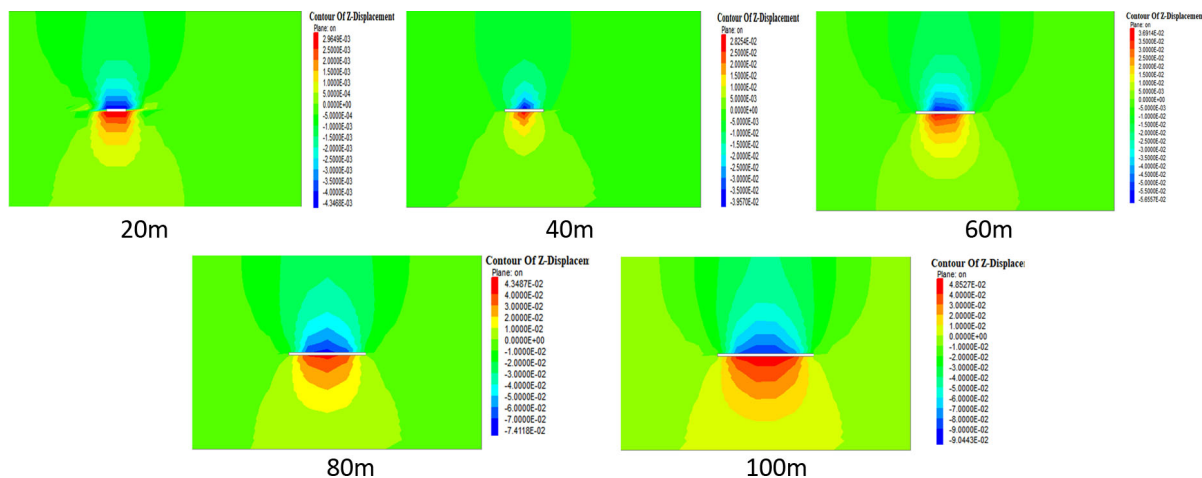 Contour Of Z-Displacement
Plane: on
2.9649E-03
2.5000E-03
2.0000E-03
1.5000E-03
1.0000E-03
5.0000E-04
0.0000E+00
-5.0000E-04
-1.0000E-03
-1.5000E-03
-2.0000E-03
-2.5000E-03
-3.0000E-03
-3.5000E-03
-4.0000E-03
-4.3468E-03
20m
Contour Of Z-Displacement
Plane: on
2.8254E-02
2.5000E-02
2.0000E-02
1.5000E-02
1.0000E-02
5.0000E-03
0.0000E+00
-5.0000E-03
-1.0000E-02
-1.5000E-02
-2.0000E-02
-2.5000E-02
-3.0000E-02
-3.5000E-02
-3.9570E-02
40m
Contour Of Z-Displacement
Plane: on
3.6914E-02
3.5000E-02
3.0000E-02
2.5000E-02
2.0000E-02
1.5000E-02
1.0000E-02
5.0000E-03
0.0000E+00
-5.0000E-03
-1.0000E-02
-1.5000E-02
-2.0000E-02
-2.5000E-02
-3.0000E-02
-3.5000E-02
-4.0000E-02
-4.5000E-02
-5.0000E-02
-5.5000E-02
-5.6557E-02
60m
Contour Of Z-Displacem
Plane: on
4.3487E-02
4.0000E-02
3.0000E-02
2.0000E-02
1.0000E-02
0.0000E+00
-1.0000E-02
-2.0000E-02
-3.0000E-02
-4.0000E-02
-5.0000E-02
-6.0000E-02
-7.0000E-02
-7.4118E-02
80m
Contour Of Z-Displacer
Plane: on
4.8527E-02
4.0000E-02
3.0000E-02
2.0000E-02
1.0000E-02
0.0000E+00
-1.0000E-02
-2.0000E-02
-3.0000E-02
-4.0000E-02
-5.0000E-02
-6.0000E-02
-7.0000E-02
-8.0000E-02
-9.0000E-02
-9.0443E-02
100m